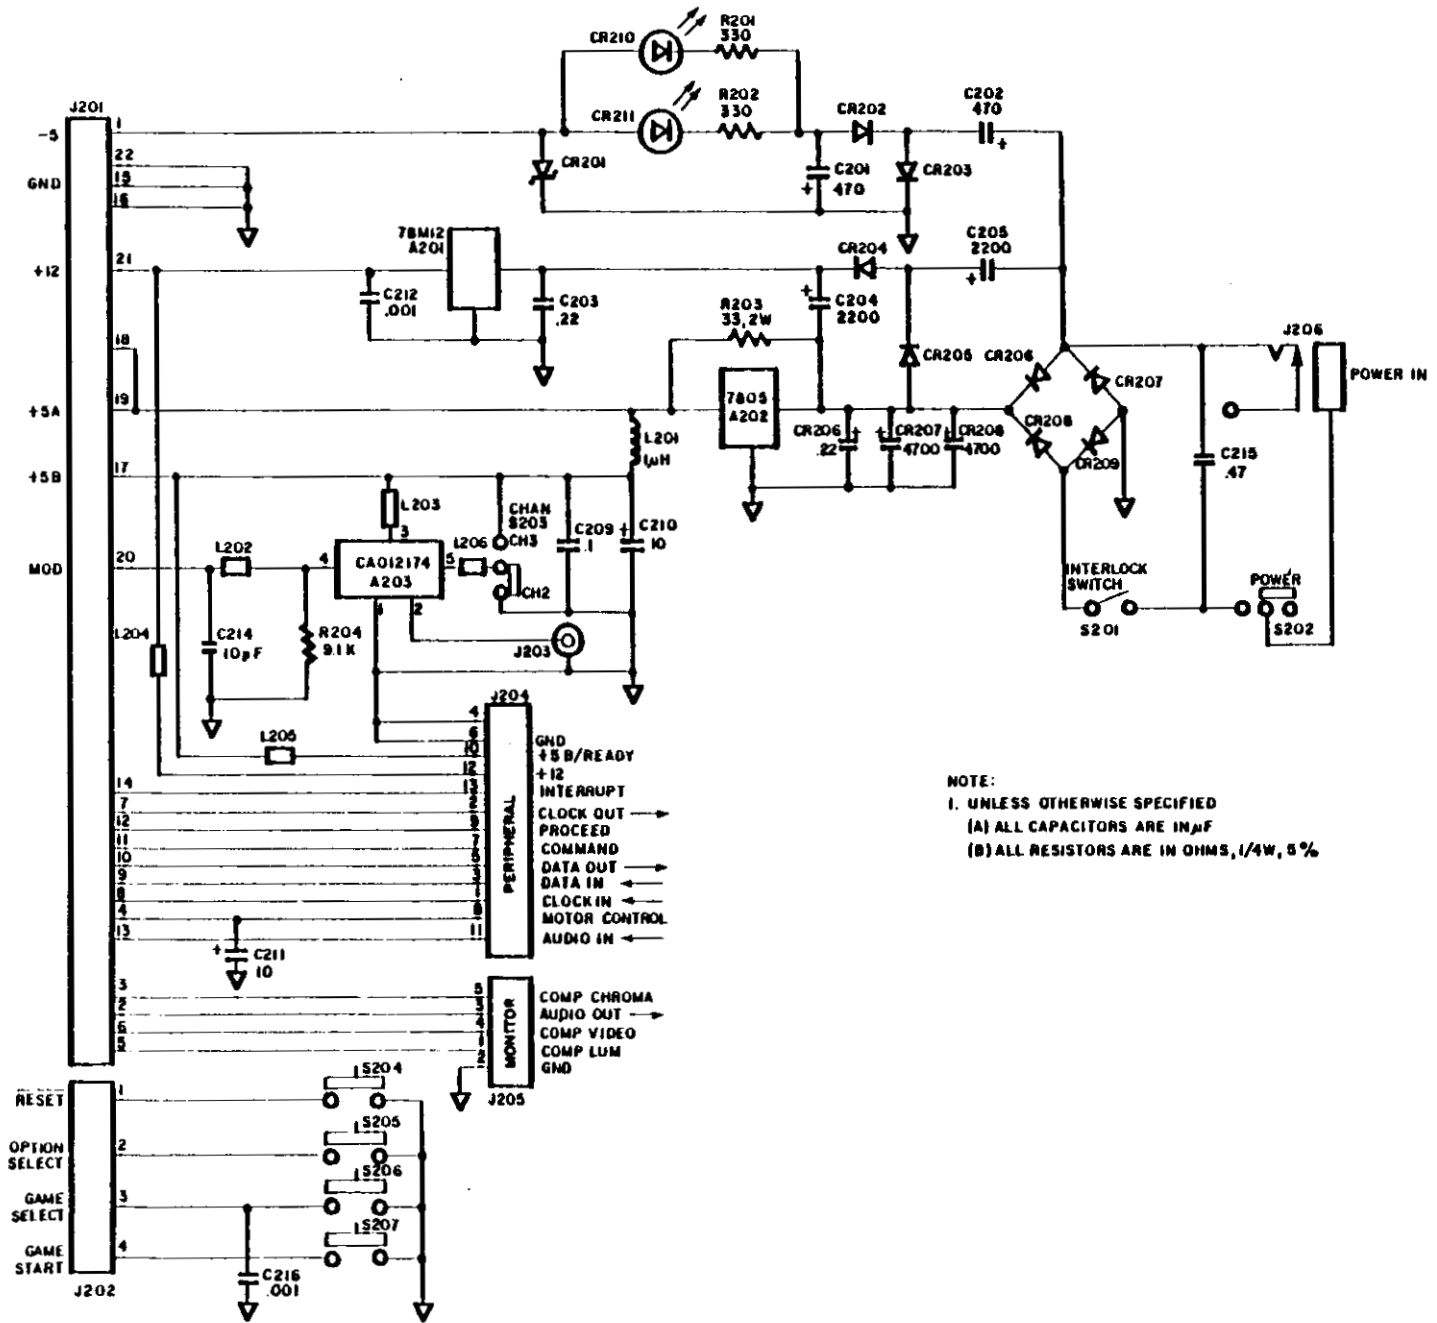 CR210
R201
330
J201
CR211
R202
330
CR202
C202
470
+
-5
1
CR201
C201
+ 470
CR203
22
GND
15
16
78M12
A201
C205
2200
+
+12
21
CR204
C212
.001
C203
.22
+
C204
2200
R203
33,2W
18
CR205
CR206
J206
CR207
POWER IN
+5A
19
7805
A202
L201
1µH
CR206
.22
+
CR207
4700
+
CR208
4700
CR208
CR209
C215
.47
+5B
17
L203
3
CHAN
S203
CH3
C209
.1
+
C210
10
MOD
20
L202
4
CA012174
A203
5
L206
CH2
1
2
INTERLOCK
SWITCH
S201
POWER
S202
L204
C214
10pF
R204
9.1K
J203
J204
4
6
GND
L205
10
+5B/READY
12
+12
14
INTERRUPT
7
CLOCK OUT
12
PROCEED
11
COMMAND
10
DATA OUT
9
DATA IN
8
CLOCK IN
4
MOTOR CONTROL
13
11
AUDIO IN
PERIPHERAL
+
C211
10
NOTE:
1. UNLESS OTHERWISE SPECIFIED
(A) ALL CAPACITORS ARE IN µF
(B) ALL RESISTORS ARE IN OHMS, 1/4W, 5%
3
COMP CHROMA
2
AUDIO OUT
6
COMP VIDEO
5
COMP LUM
GND
MONITOR
J205
RESET
1
S204
OPTION
SELECT
2
S205
GAME
SELECT
3
S206
GAME
START
4
S207
C216
.001
J202